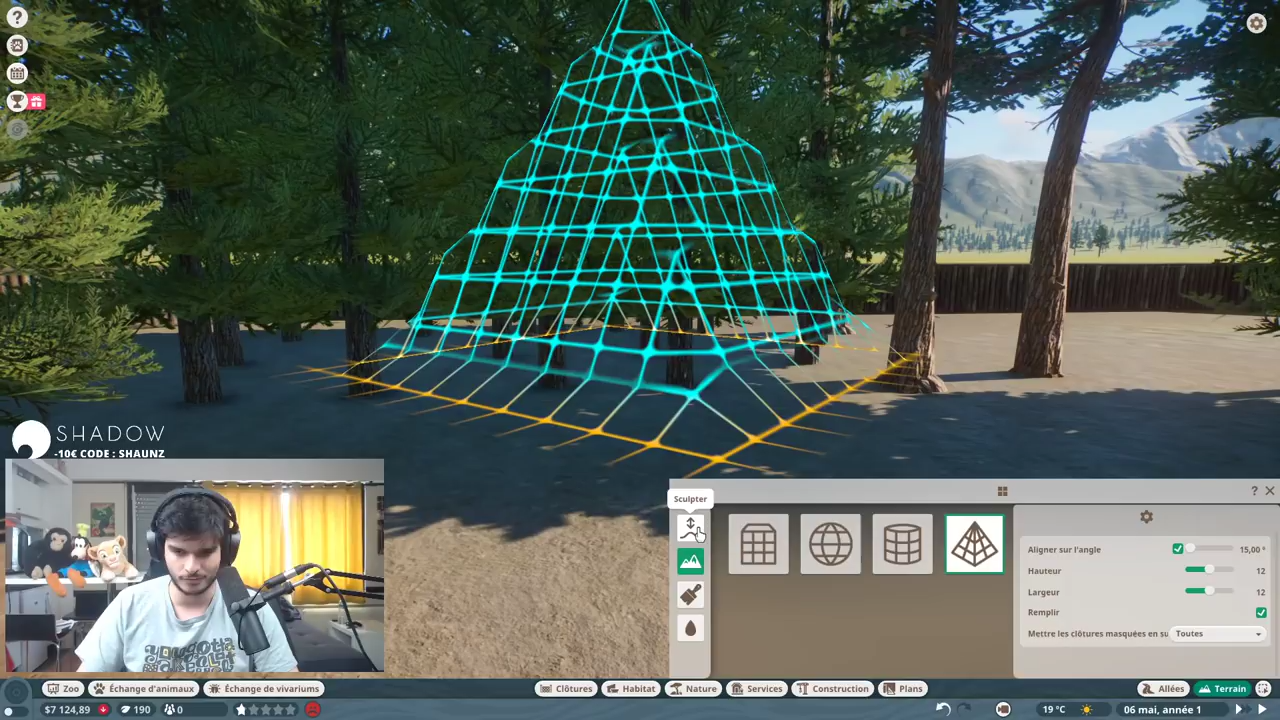 SHADOW
-10€ CODE : SHAUNZ
Sculpter
Aligner sur l'angle 15,00 °
Hauteur 12
Largeur 12
Remplir
Mettre les clôtures masquées en su Toutes
Zoo Échange d'animaux Échange de vivariums Clôtures Habitat Nature Services Construction Plans Allées Terrain
$7 124,89 190 0 19 °C 06 mai, année 1